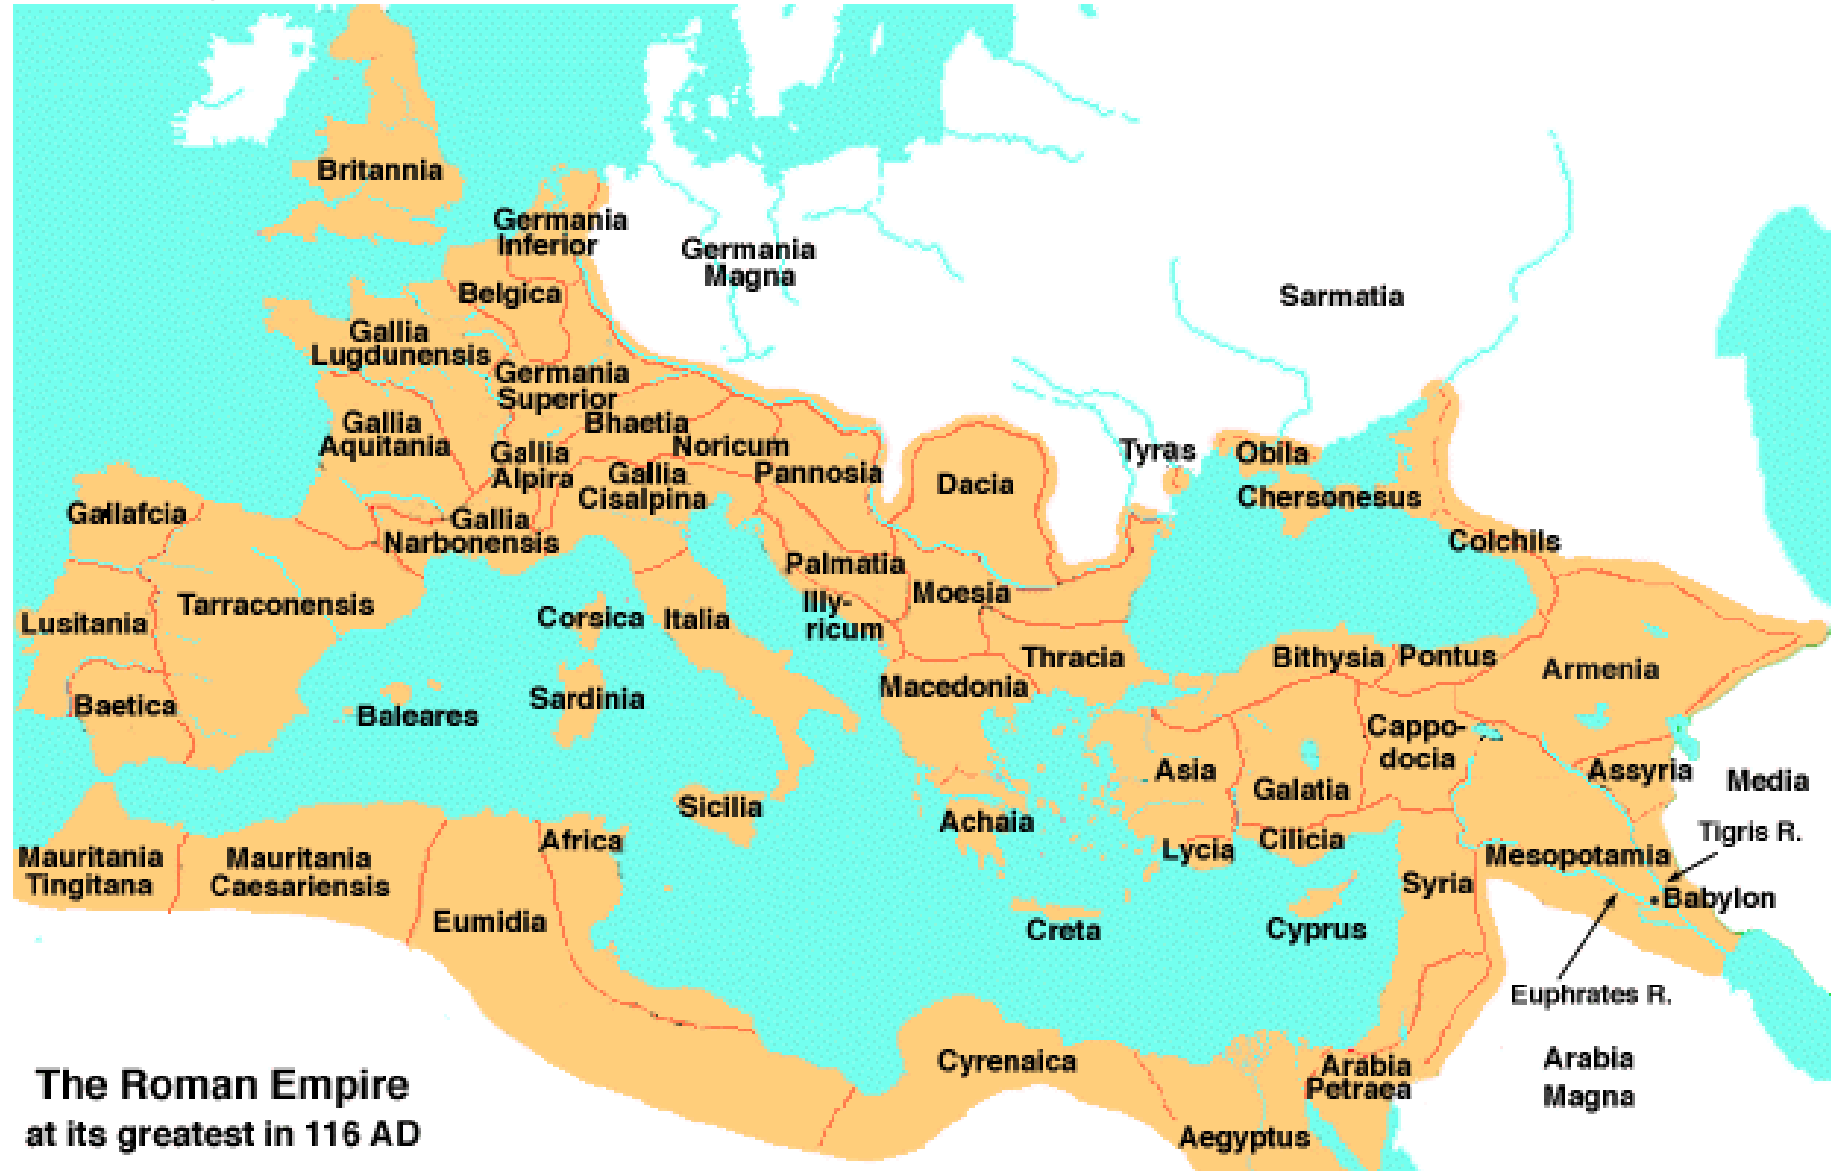 Britannia
Germania
Inferior
Germania
Magna
Sarmatia
Belgica
Gallia
Lugdunensis
Germania
Superior
Bhaetia
Gallia
Aquitania
Noricum
Gallia
Alpira
Gallia
Cisalpina
Pannosia
Dacia
Tyras
Obila
Chersonesus
Gallafcia
Gallia
Narbonensis
Colchils
Palmatia
Moesia
Illy-
ricum
Tarraconensis
Lusitania
Corsica
Italia
Thracia
Bithysia
Pontus
Armenia
Macedonia
Baetica
Baleares
Sardinia
Cappo-
docia
Asia
Galatia
Assyria
Media
Sicilia
Achaia
Tigris R.
Africa
Lycia
Cilicia
Mauritania
Tingitana
Mauritania
Caesariensis
Mesopotamia
Syria
Babylon
Eumidia
Creta
Cyprus
Euphrates R.
Cyrenaica
Arabia
Petraea
Arabia
Magna
Aegyptus
The Roman Empire
at its greatest in 116 AD